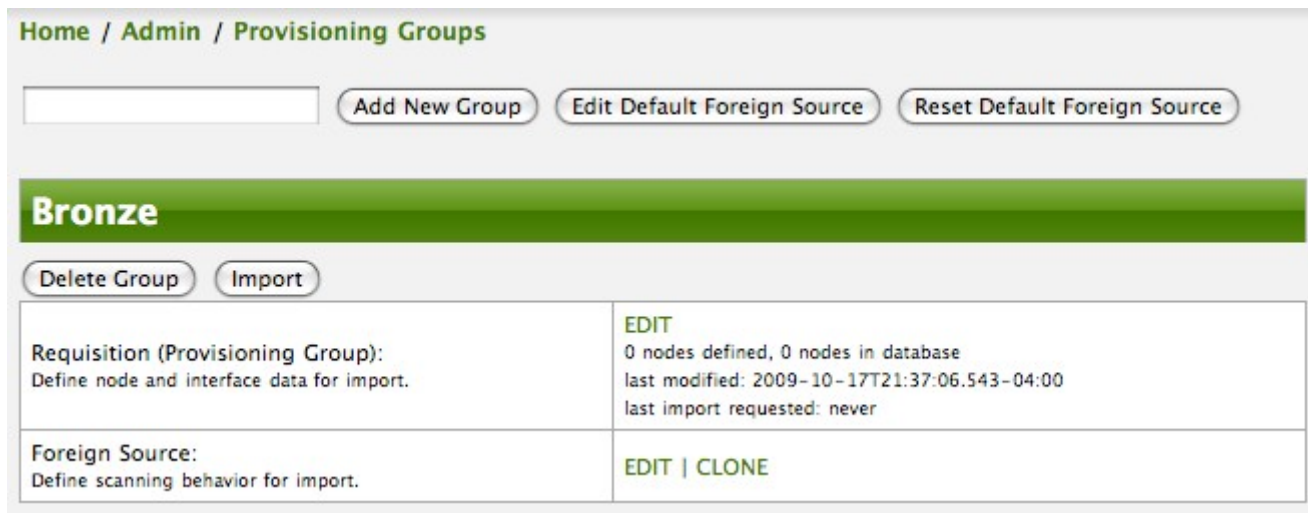 Home / Admin / Provisioning Groups
Add New Group Edit Default Foreign Source Reset Default Foreign Source
Bronze
Delete Group Import
Requisition (Provisioning Group):
Define node and interface data for import.
EDIT
0 nodes defined, 0 nodes in database
last modified: 2009-10-17T21:37:06.543-04:00
last import requested: never
Foreign Source:
Define scanning behavior for import.
EDIT | CLONE